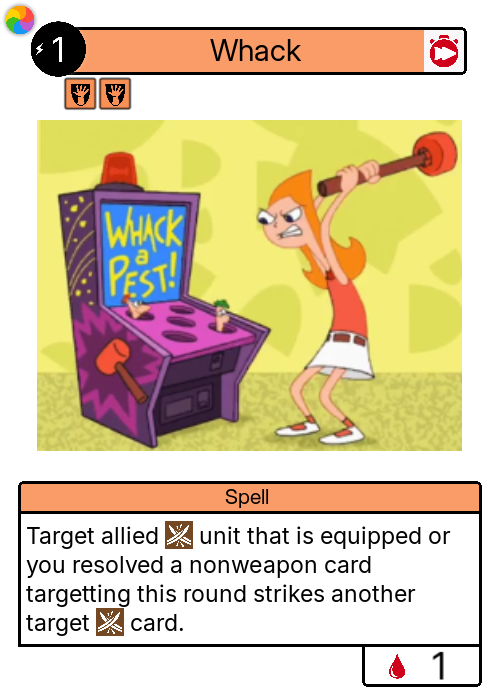 1
Whack
WHACK
a
PEST!
Spell
Target allied unit that is equipped or
you resolved a nonweapon card
targetting this round strikes another
target card.
1